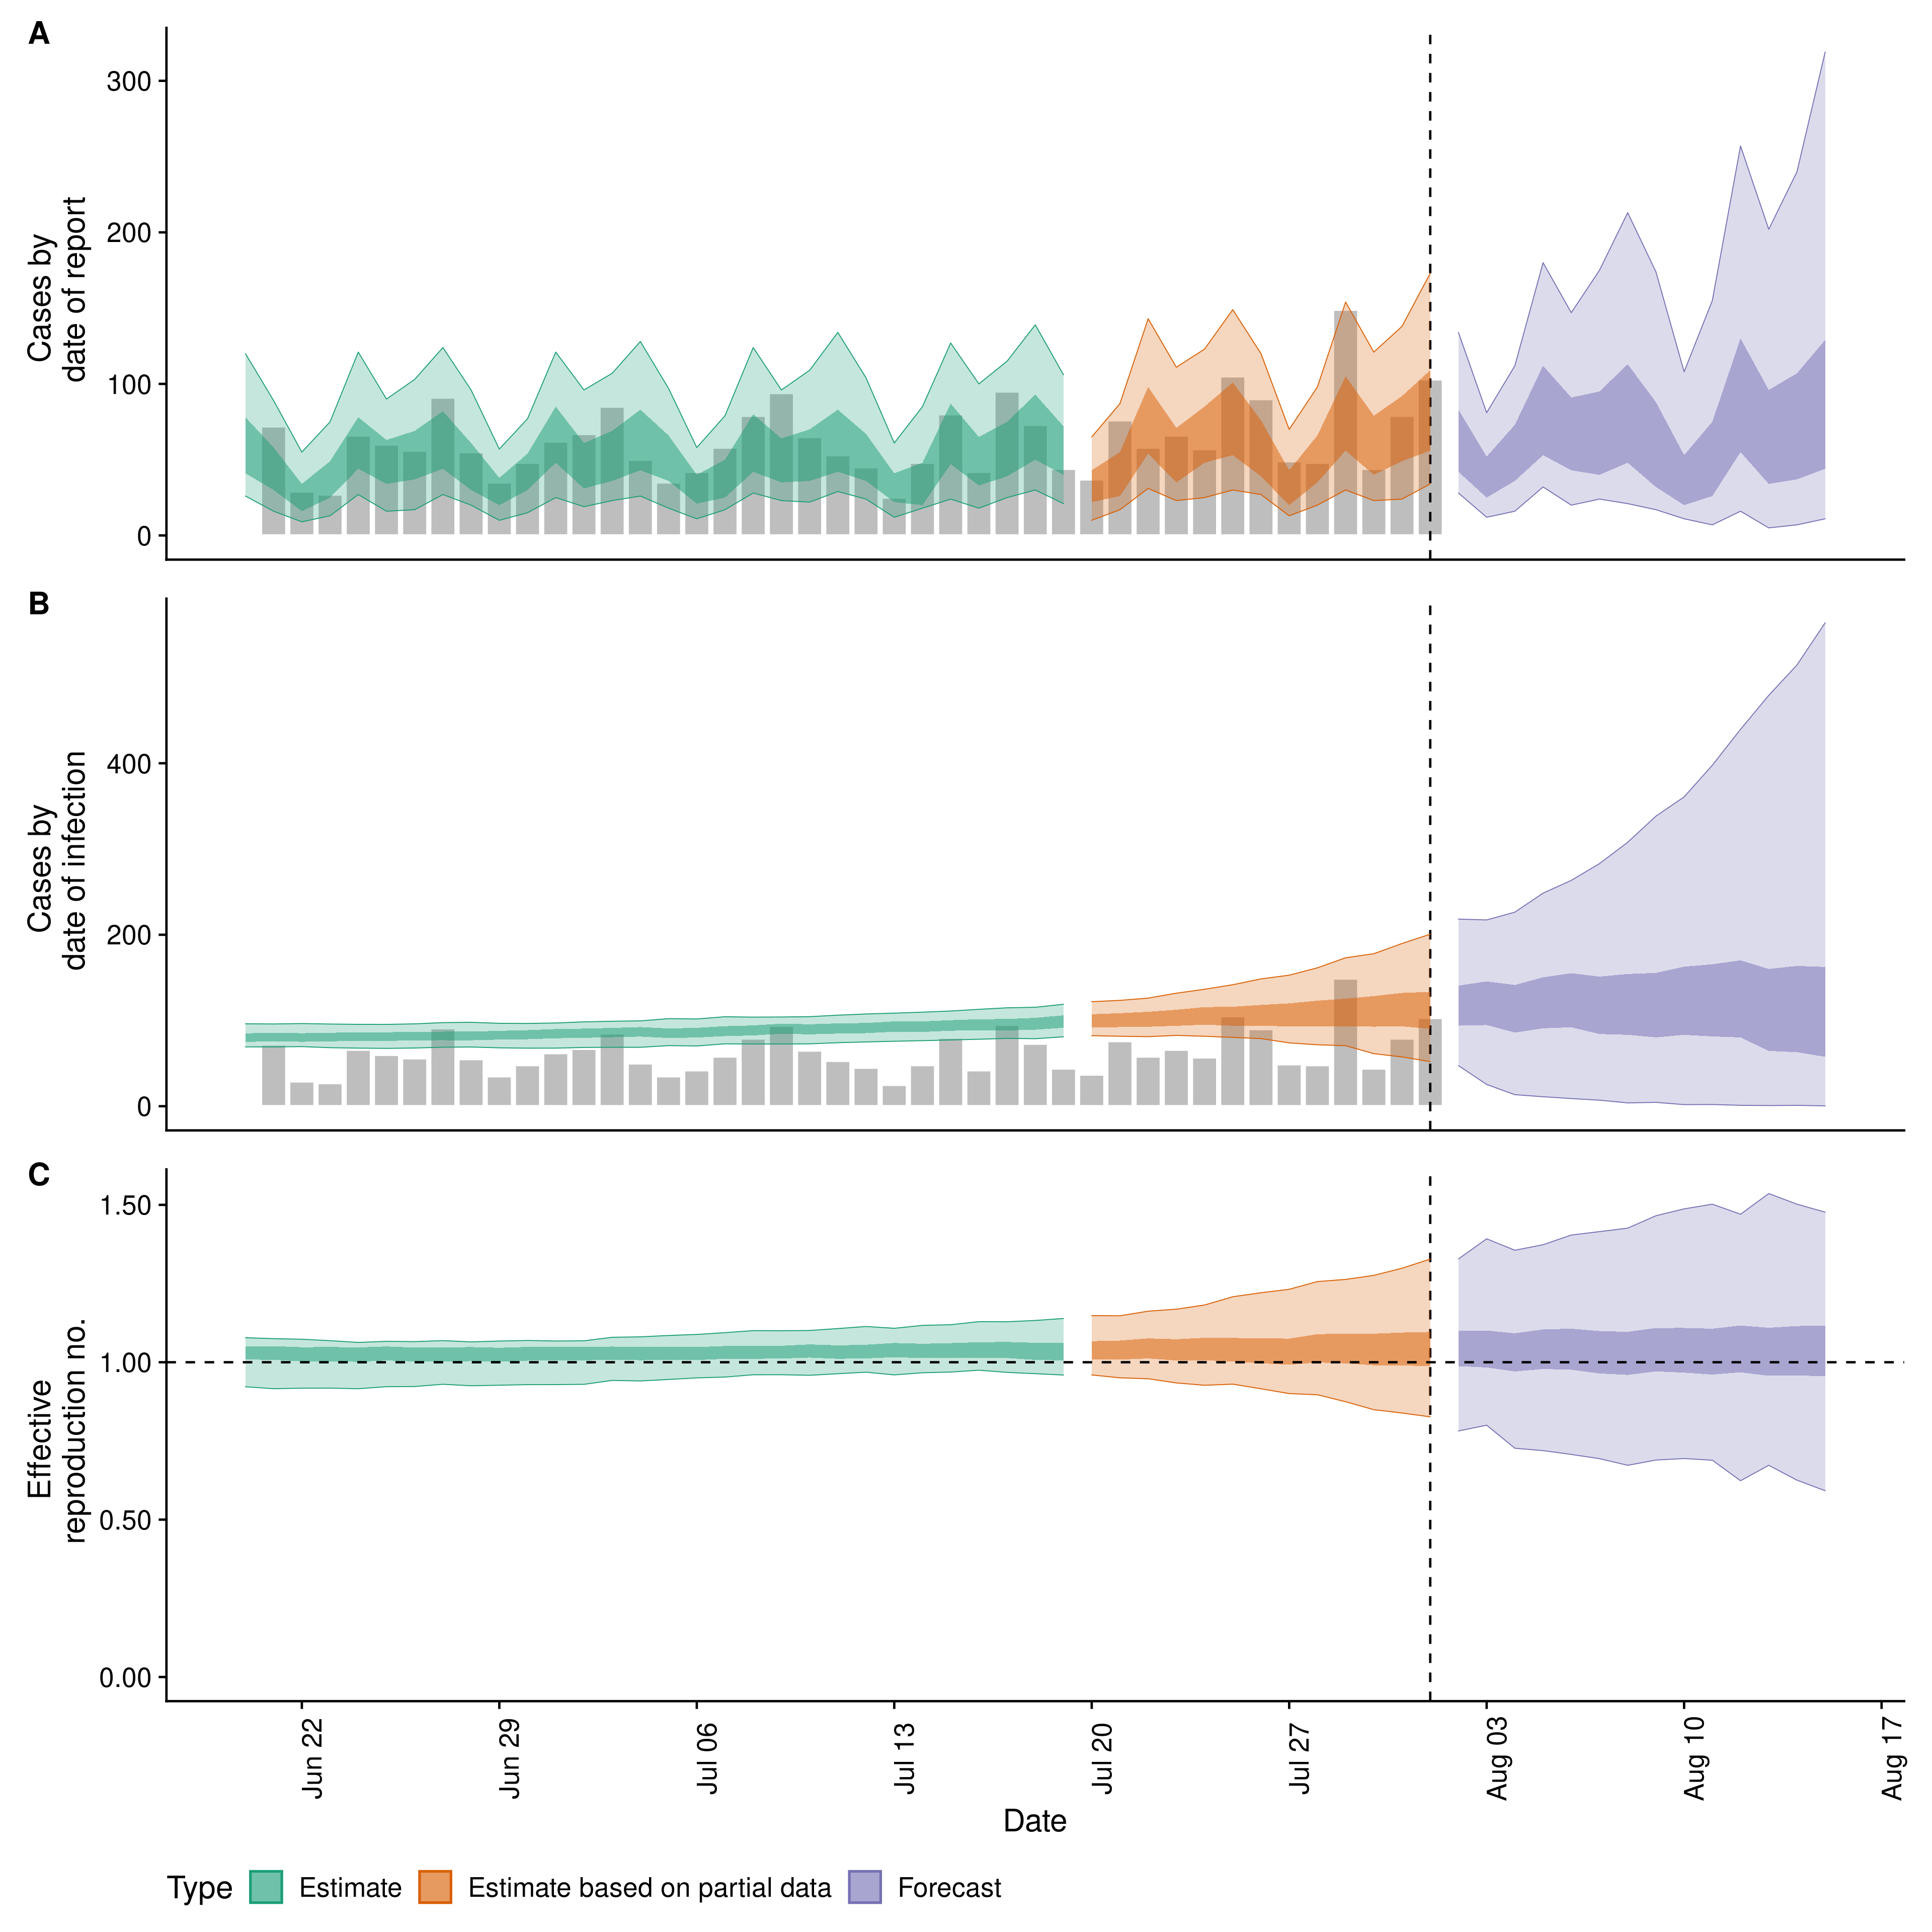 A
Cases by
date of report
300
200
100
0
B
Cases by
date of infection
400
200
0
C
Effective
reproduction no.
1.50
1.00
0.50
0.00
Jun 22
Jun 29
Jul 06
Jul 13
Jul 20
Jul 27
Aug 03
Aug 10
Aug 17
Date
Type Estimate Estimate based on partial data Forecast